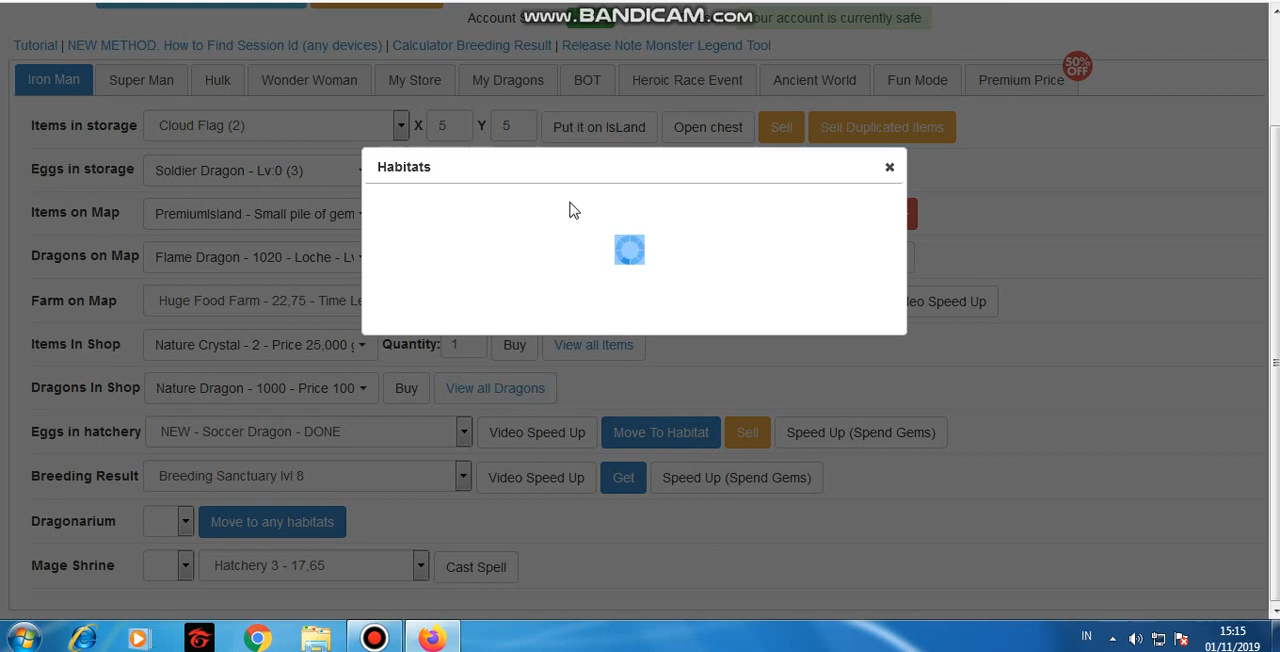 Account S
our account is currently safe
www.BANDICAM.com
Tutorial | NEW METHOD. How to Find Session Id (any devices) | Calculator Breeding Result | Release Note Monster Legend Tool
Iron Man Super Man Hulk Wonder Woman My Store My Dragons BOT Heroic Race Event Ancient World Fun Mode Premium Price 50% OFF
Items in storage Cloud Flag (2) X 5 Y 5 Put it on IsLand Open chest Sell Sell Duplicated Items
Habitats ×
Eggs in storage Soldier Dragon - Lv:0 (3)
Items on Map PremiumIsland - Small pile of gem
Dragons on Map Flame Dragon - 1020 - Loche - Lv
Farm on Map Huge Food Farm - 22,75 - Time Le eo Speed Up
Items In Shop Nature Crystal - 2 - Price 25,000 g Quantity: 1 Buy View all Items
Dragons In Shop Nature Dragon - 1000 - Price 100 Buy View all Dragons
Eggs in hatchery NEW - Soccer Dragon - DONE Video Speed Up Move To Habitat Sell Speed Up (Spend Gems)
Breeding Result Breeding Sanctuary lvl 8 Video Speed Up Get Speed Up (Spend Gems)
Dragonarium Move to any habitats
Mage Shrine Hatchery 3 - 17,65 Cast Spell
IN 15:15
01/11/2019